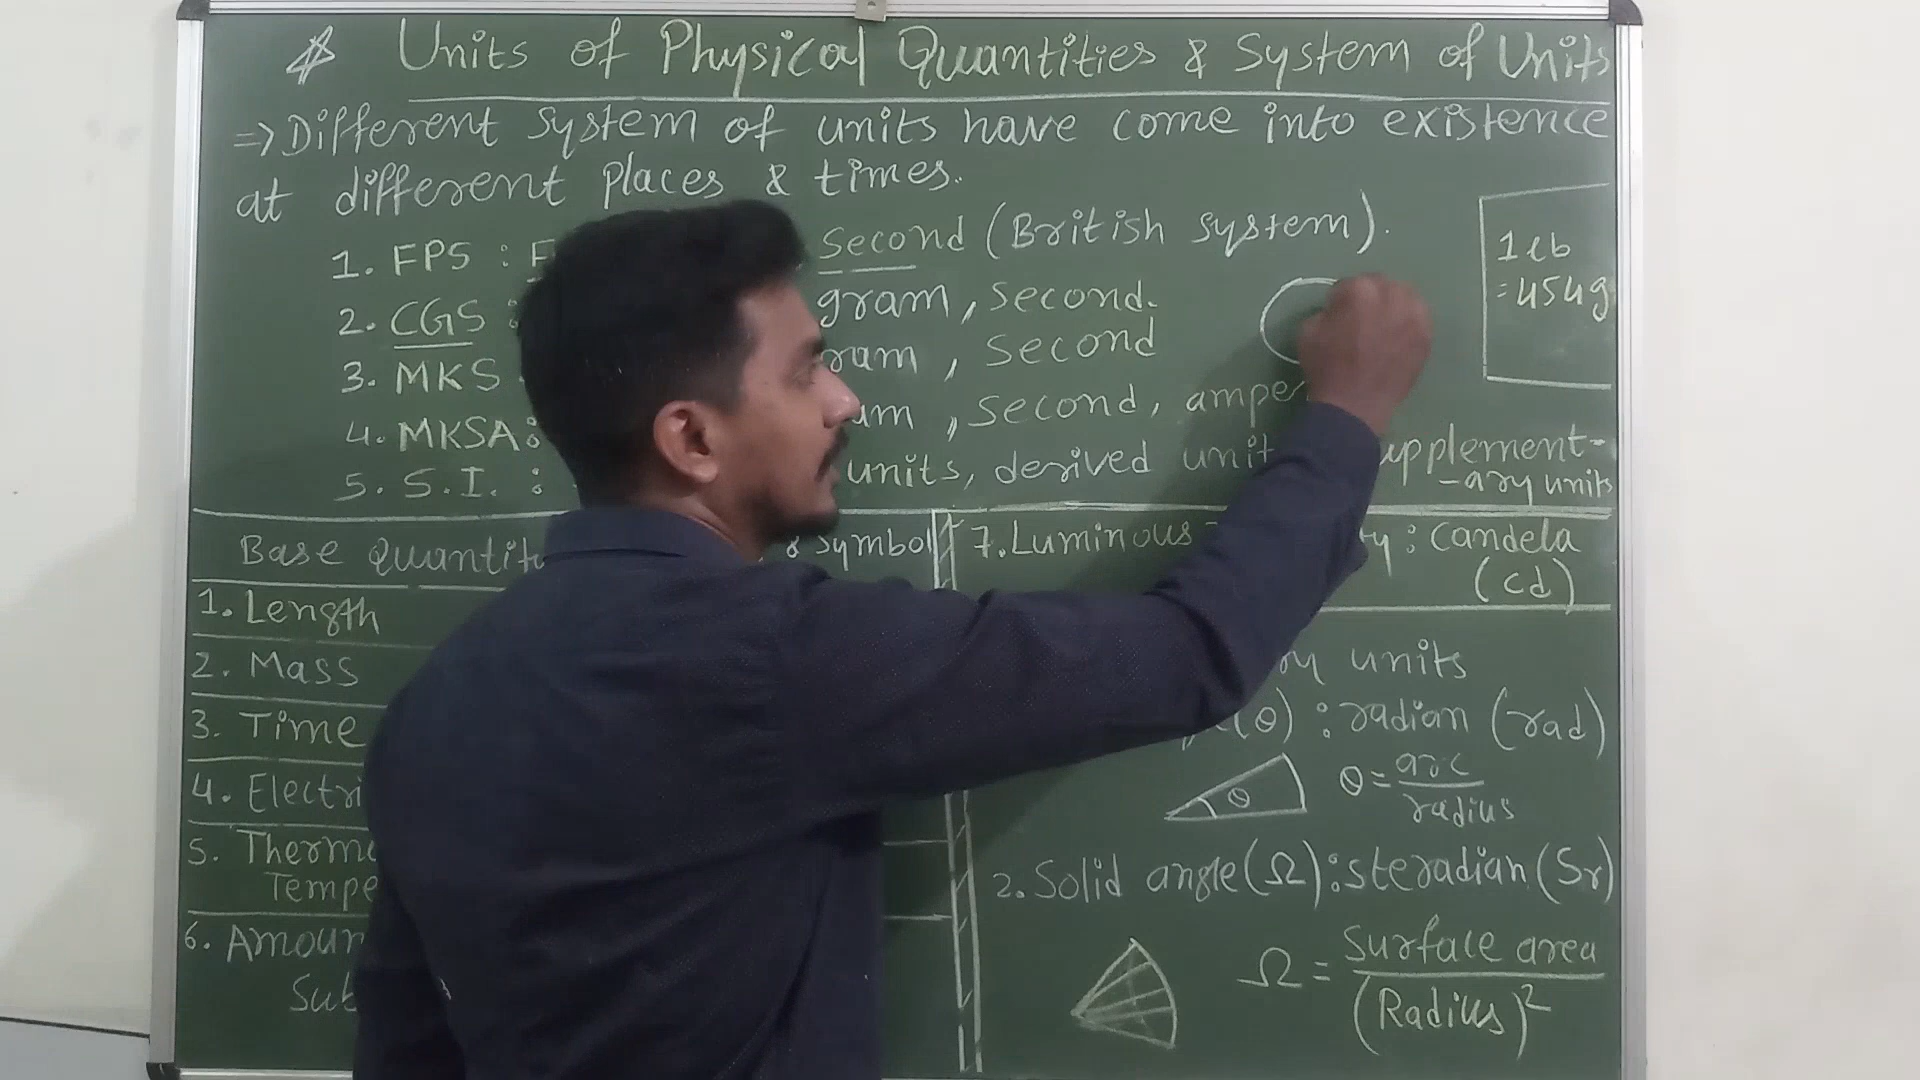 Units of Physical Quantities & System of Units
=> Different system of units have come into existence
at different places & times.
1. FPS : Second (British system).
2. CGS : gram, second.
3. MKS second
4. MKSA: , second, ampe
5. S.I. : units, derived unit upplement-
-ary units
1 lb
= 454g
Base Quantit & symbol
1. Length
2. Mass
3. Time
4. Electri
5. Thermo
Tempe
6. Amoun
Sub
7. Luminous ty : Candela
(cd)
ry units
(θ) : radian (rad)
θ
θ = arc
radius
2. Solid angle (Ω) : steradian (Sr)
Ω = Surface area
(Radius)²